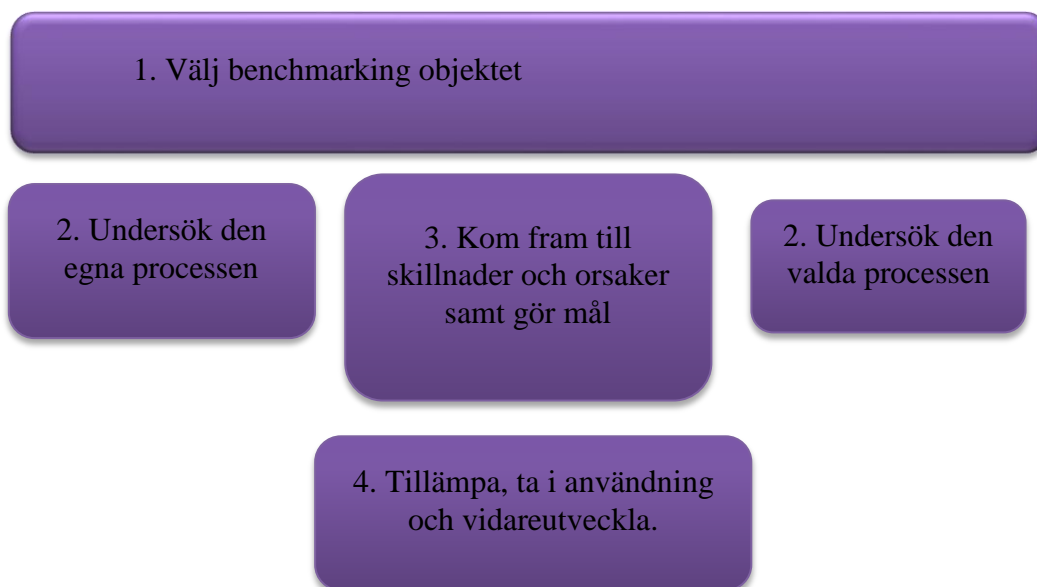 1. Välj benchmarking objektet
2. Undersök den
egna processen
3. Kom fram till
skillnader och orsaker
samt gör mål
2. Undersök den
valda processen
4. Tillämpa, ta i användning
och vidareutveckla.